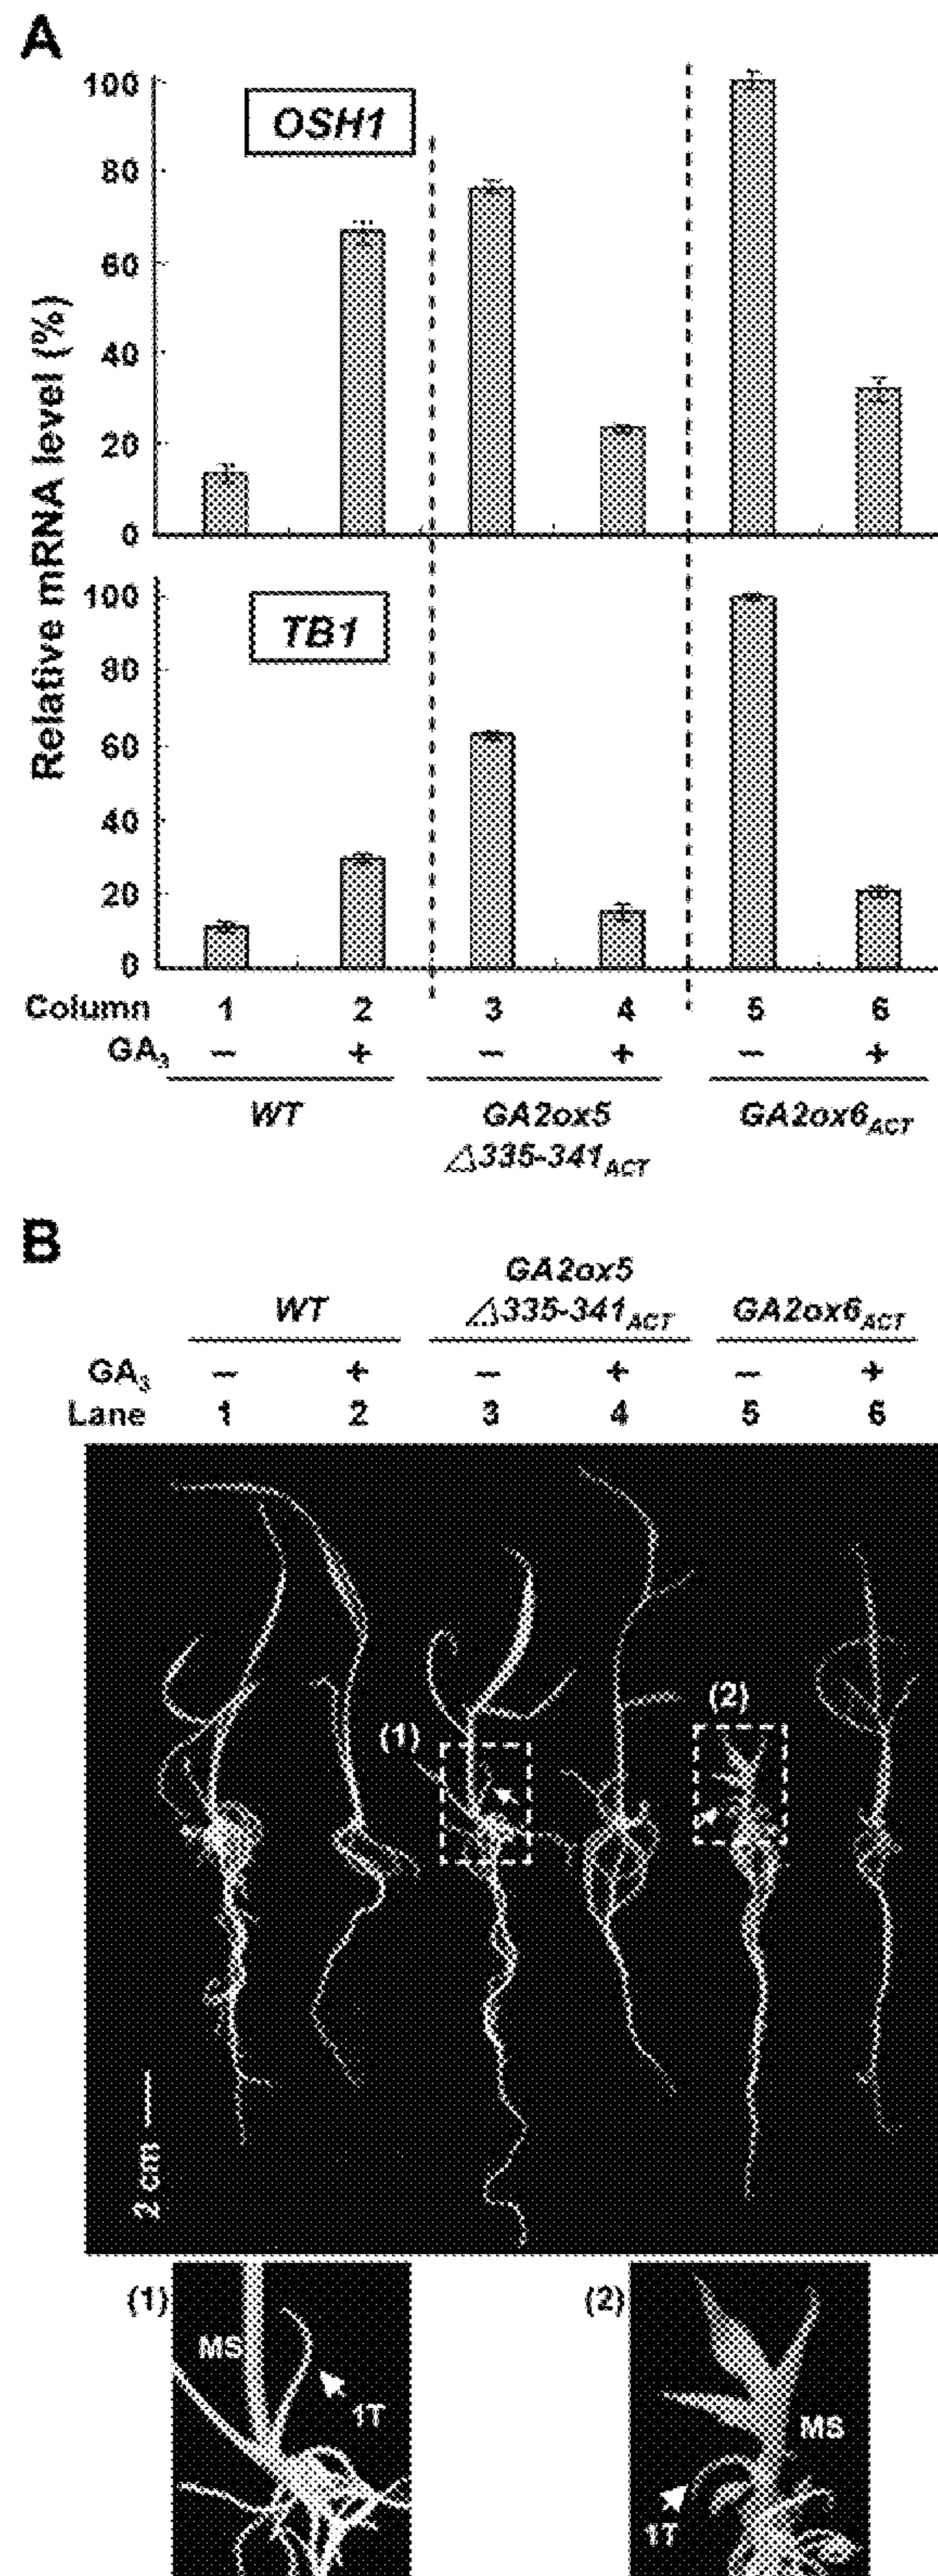 A
OSH1
100
80
60
40
20
0
TB1
100
80
60
40
20
0
Relative mRNA level (%)
Column 1 2 3 4 5 6
GA3 – + – + – +
WT GA2ox5 GA2ox6ACT
△335-341ACT
B
GA2ox5
WT △335-341ACT GA2ox6ACT
GA3 – + – + – +
Lane 1 2 3 4 5 6
(2)
(1)
2 cm
(1) (2)
MS
1T
MS
1T